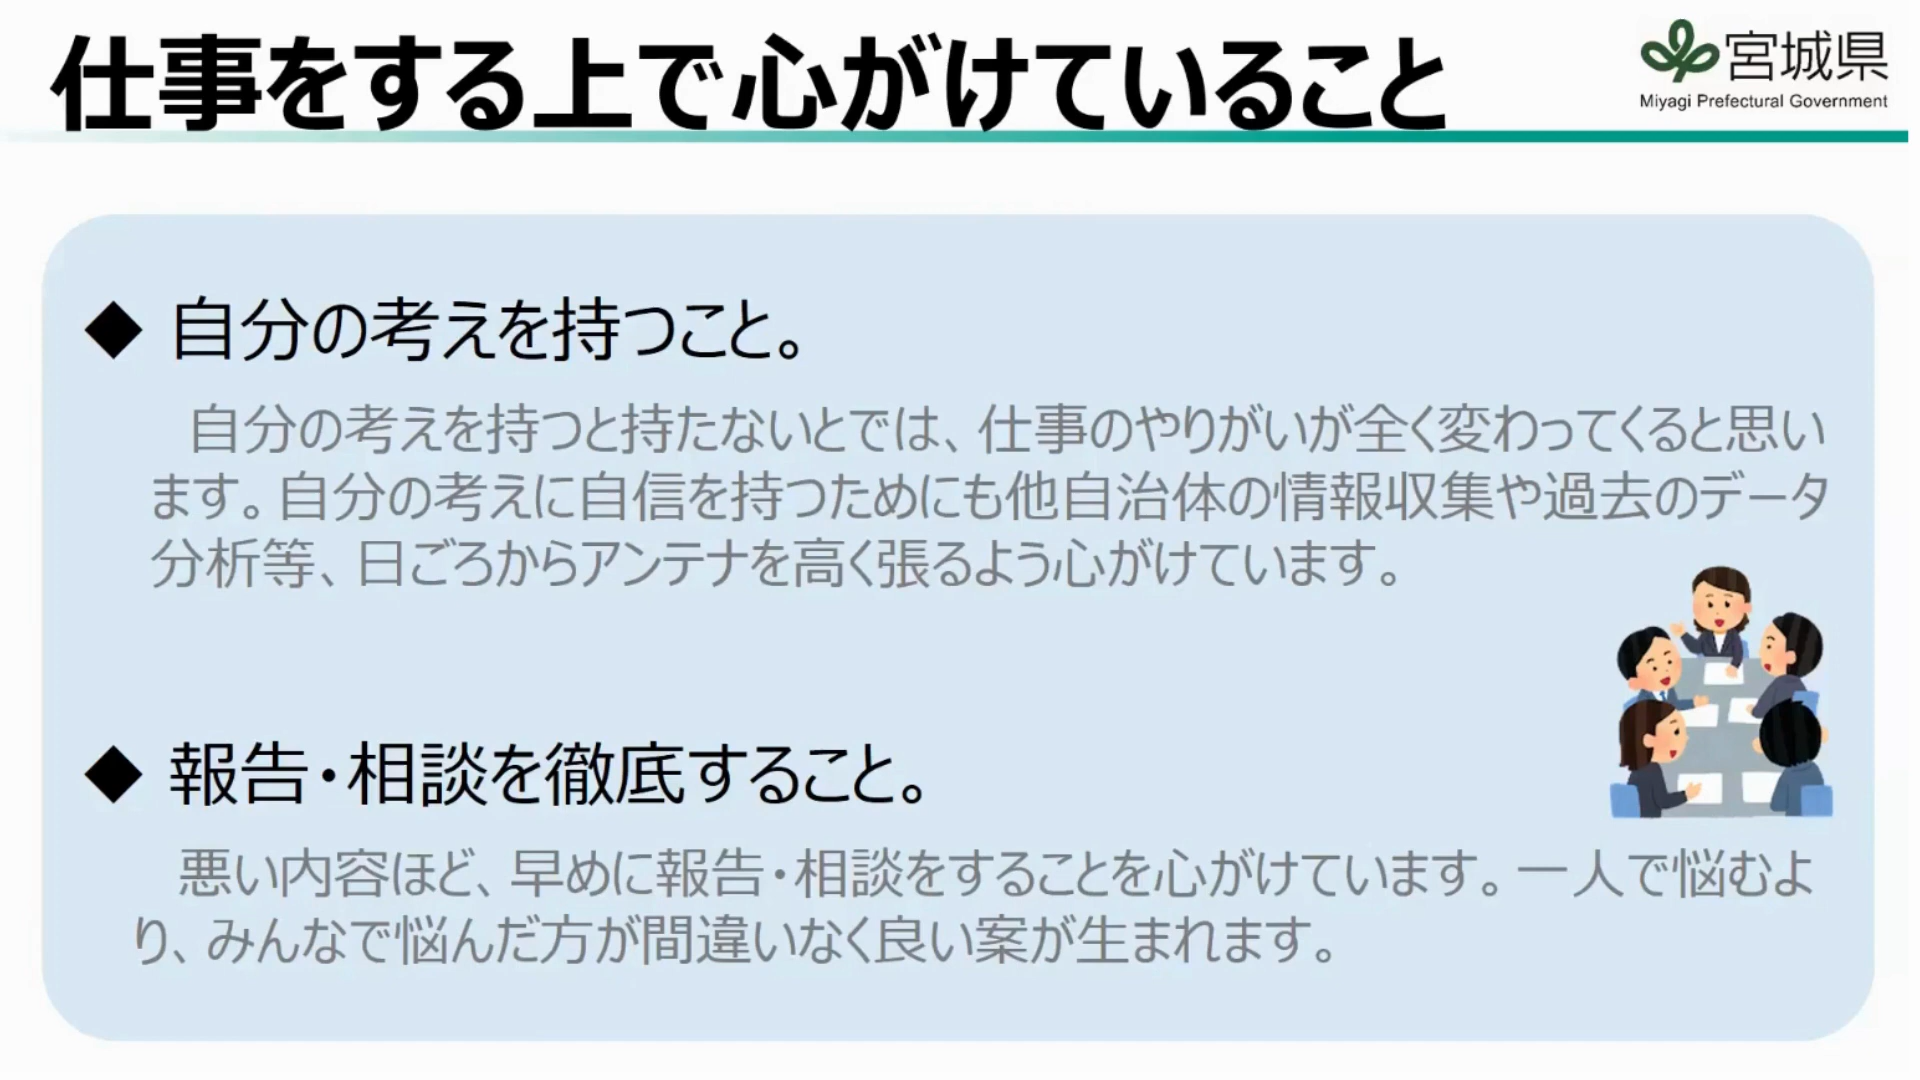 仕事をする上で心がけていること
宮城県
Miyagi Prefectural Government
◆ 自分の考えを持つこと。
自分の考えを持つと持たないとでは、仕事のやりがいが全く変わってくると思い
ます。自分の考えに自信を持つためにも他自治体の情報収集や過去のデータ
分析等、日ごろからアンテナを高く張るよう心がけています。
◆ 報告・相談を徹底すること。
悪い内容ほど、早めに報告・相談をすることを心がけています。一人で悩むよ
り、みんなで悩んだ方が間違いなく良い案が生まれます。